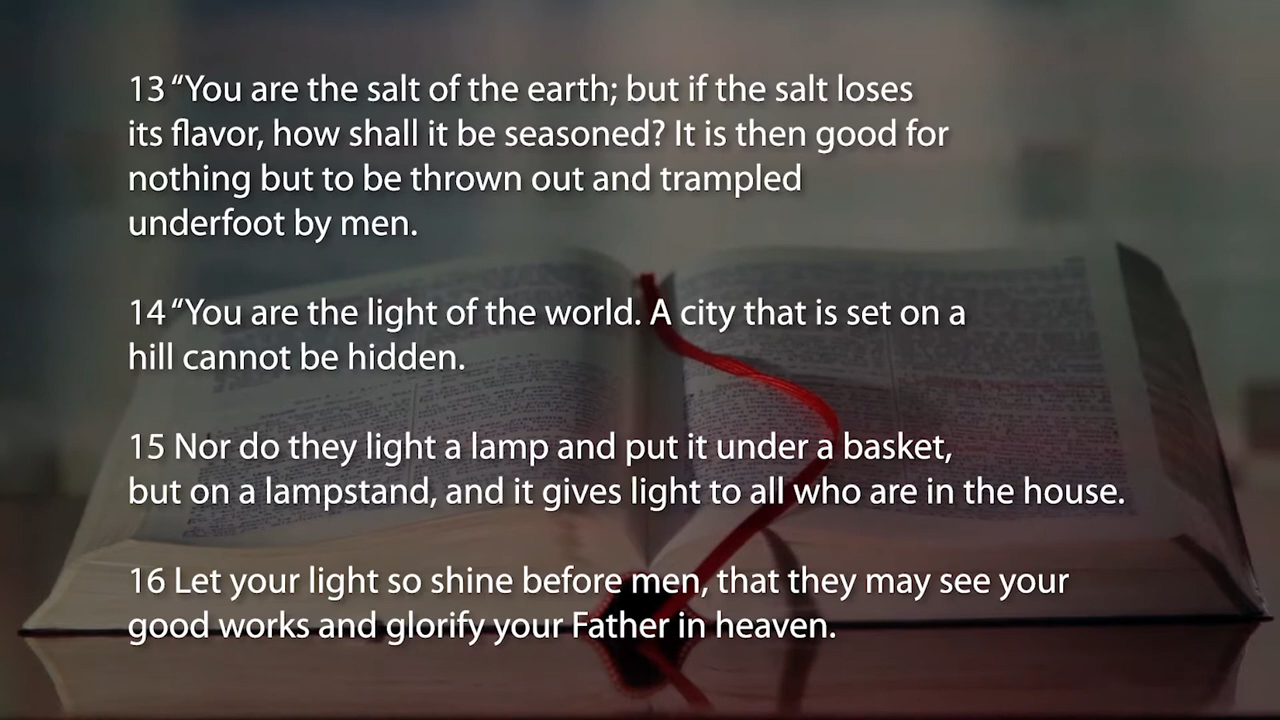 13 “You are the salt of the earth; but if the salt loses
its flavor, how shall it be seasoned? It is then good for
nothing but to be thrown out and trampled
underfoot by men.
14 “You are the light of the world. A city that is set on a
hill cannot be hidden.
15 Nor do they light a lamp and put it under a basket,
but on a lampstand, and it gives light to all who are in the house.
16 Let your light so shine before men, that they may see your
good works and glorify your Father in heaven.